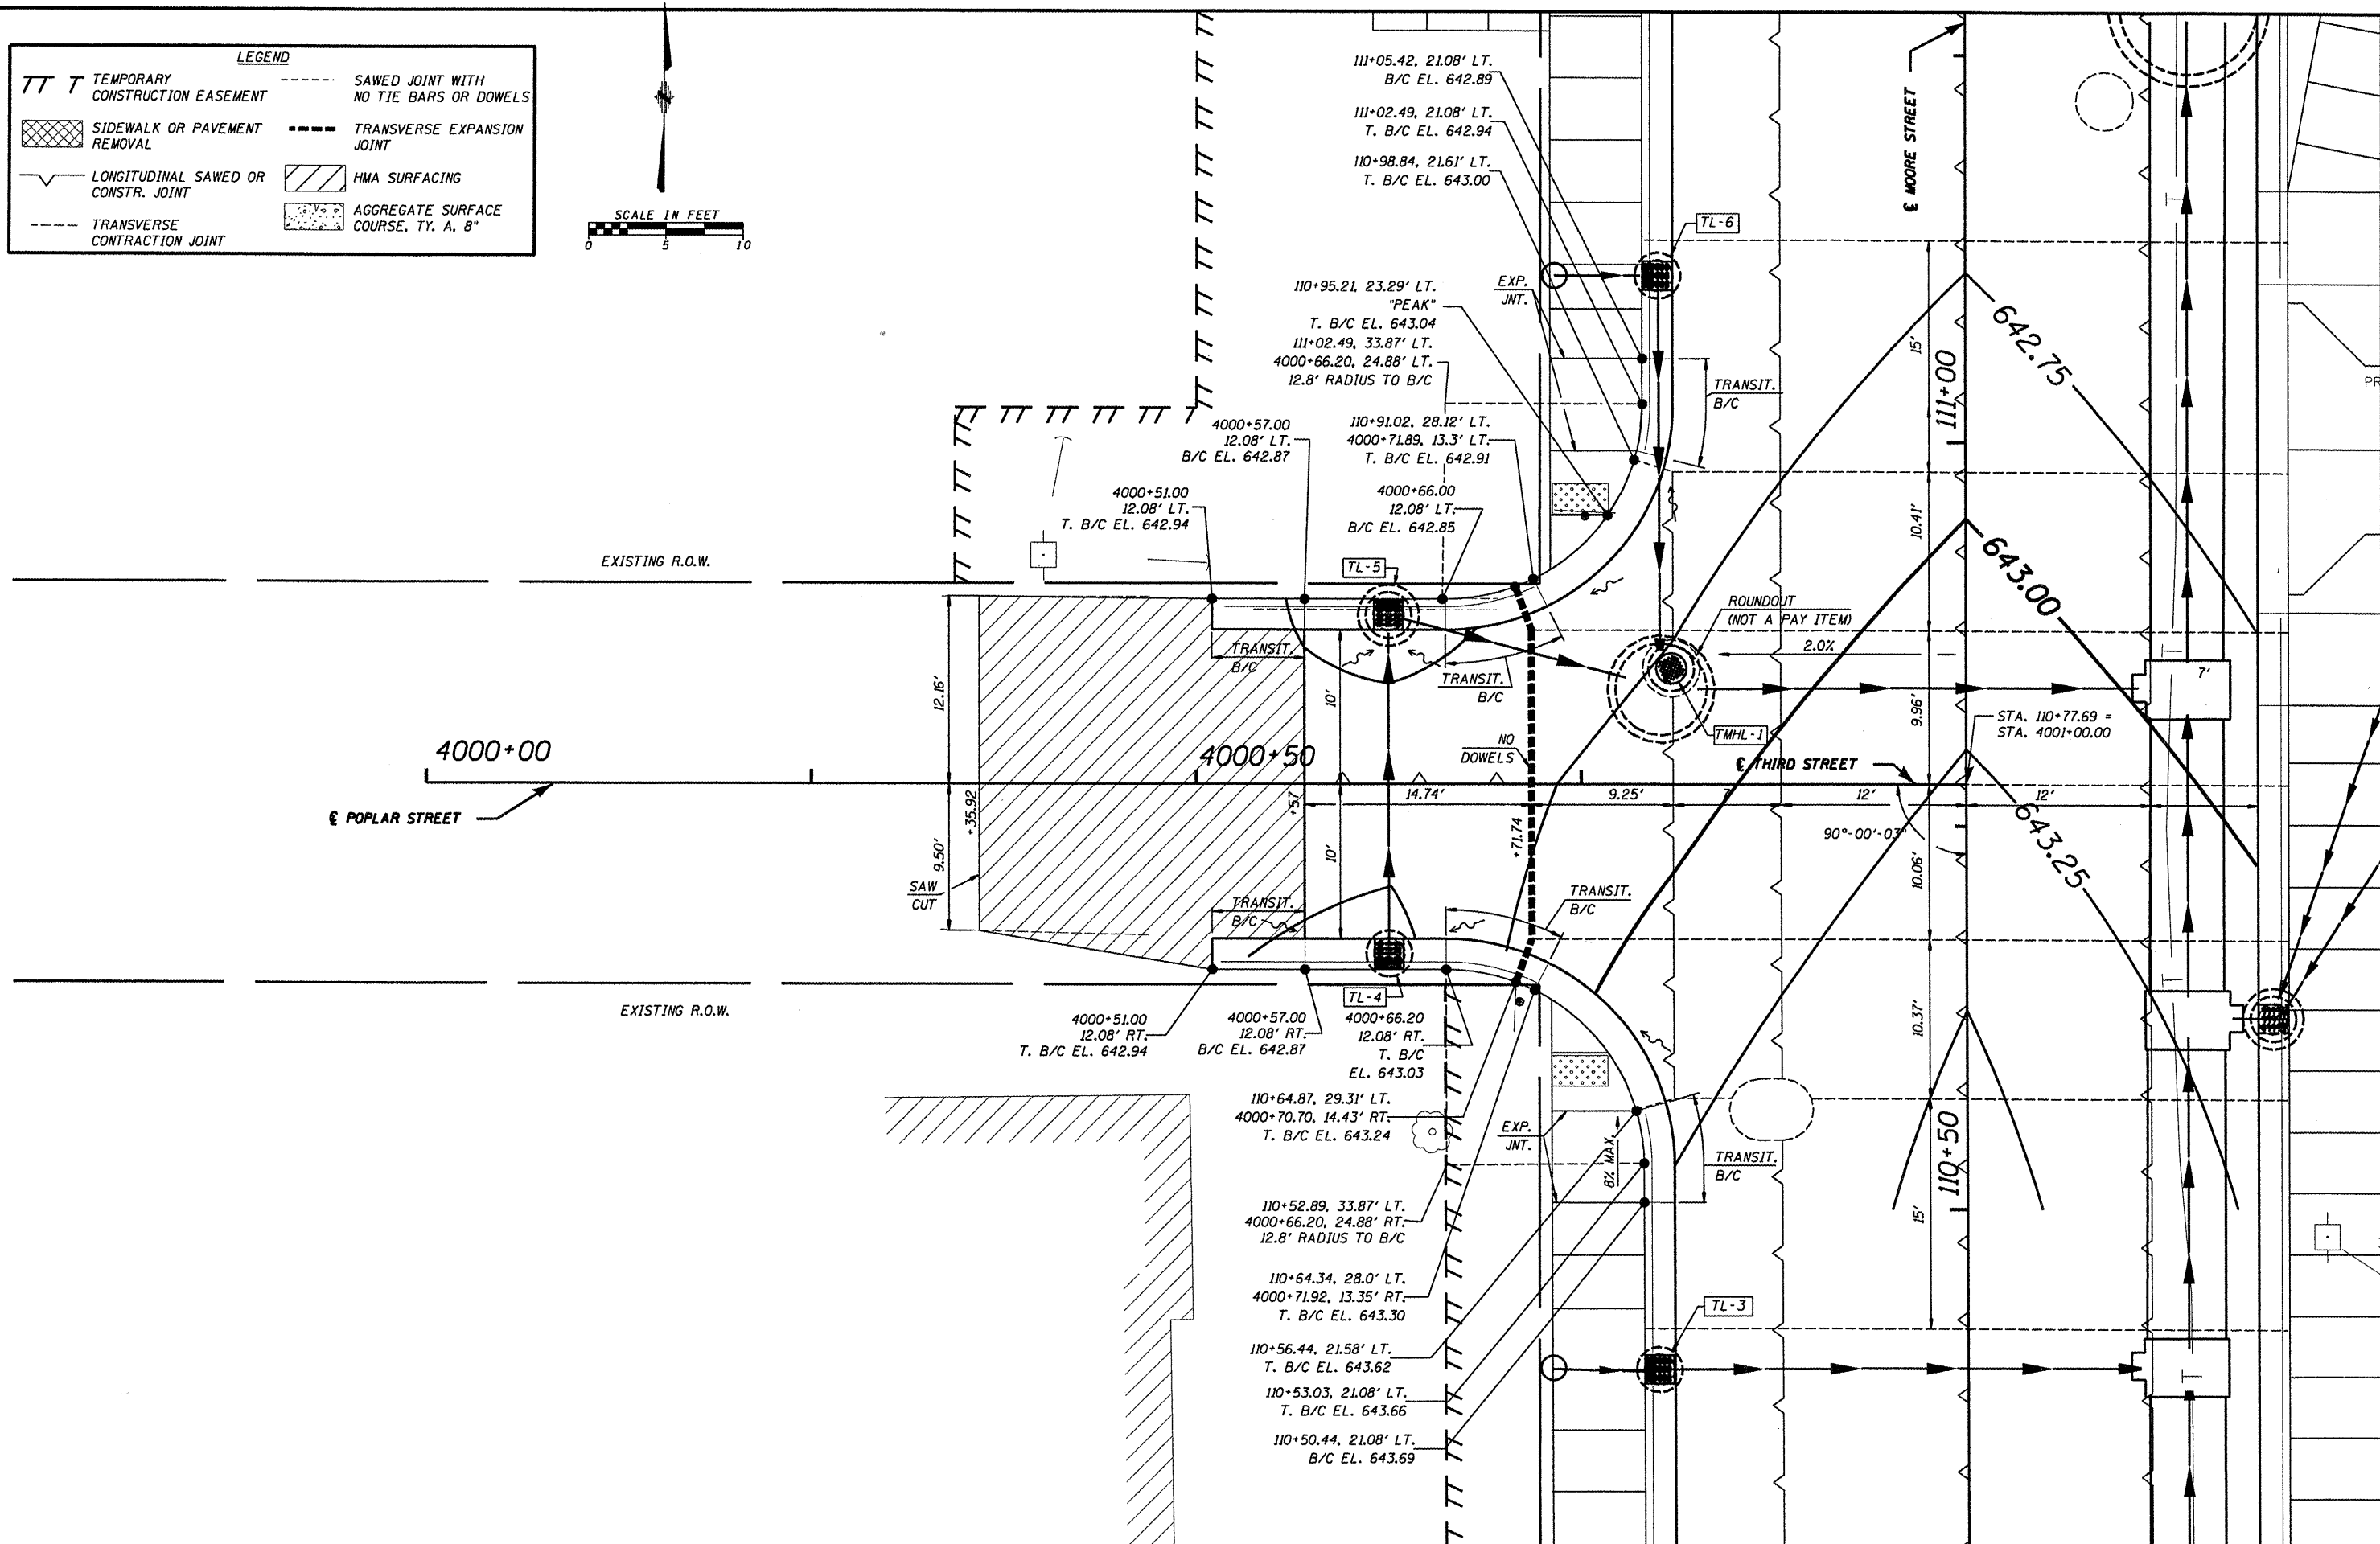 LEGEND
TEMPORARY
CONSTRUCTION EASEMENT
SIDEWALK OR PAVEMENT
REMOVAL
LONGITUDINAL SAWED OR
CONSTR. JOINT
TRANSVERSE
CONTRACTION JOINT
SAWED JOINT WITH
NO TIE BARS OR DOWELS
TRANSVERSE EXPANSION
JOINT
HMA SURFACING
AGGREGATE SURFACE
COURSE, TY. A, 8"
SCALE IN FEET
0 5 10
111+05.42, 21.08' LT.
B/C EL. 642.89
111+02.49, 21.08' LT.
T. B/C EL. 642.94
110+98.84, 21.61' LT.
T. B/C EL. 643.00
110+95.21, 23.29' LT.
"PEAK"
T. B/C EL. 643.04
111+02.49, 33.87' LT.
4000+66.20, 24.88' LT.
12.8' RADIUS TO B/C
110+91.02, 28.12' LT.
4000+71.89, 13.3' LT.
T. B/C EL. 642.91
4000+57.00
12.08' LT.
B/C EL. 642.87
4000+51.00
12.08' LT.
T. B/C EL. 642.94
4000+66.00
12.08' LT.
B/C EL. 642.85
EXP.
JNT.
TL-6
TRANSIT.
B/C
℄ MOORE STREET
15'
111+00
642.75
PR
10.41'
643.00
EXISTING R.O.W.
TL-5
TRANSIT.
B/C
TRANSIT.
B/C
ROUNDOUT
(NOT A PAY ITEM)
2.0%
7'
12.16'
10'
9.96'
STA. 110+77.69 =
STA. 4001+00.00
TMHL-1
NO
DOWELS
4000+00
4000+50
℄ THIRD STREET
℄ POPLAR STREET
+35.92
+57
14.74'
+71.74
9.25'
7'
12'
12'
90°-00'-03"
643.25
9.50'
10'
10.06'
SAW
CUT
TRANSIT.
B/C
TRANSIT.
B/C
EXISTING R.O.W.
TL-4
4000+51.00
12.08' RT.
T. B/C EL. 642.94
4000+57.00
12.08' RT.
B/C EL. 642.87
4000+66.20
12.08' RT.
T. B/C
EL. 643.03
10.37'
110+64.87, 29.31' LT.
4000+70.70, 14.43' RT.
T. B/C EL. 643.24
EXP.
JNT.
8% MAX.
TRANSIT.
B/C
110+50
15'
110+52.89, 33.87' LT.
4000+66.20, 24.88' RT.
12.8' RADIUS TO B/C
110+64.34, 28.0' LT.
4000+71.92, 13.35' RT.
T. B/C EL. 643.30
TL-3
110+56.44, 21.58' LT.
T. B/C EL. 643.62
110+53.03, 21.08' LT.
T. B/C EL. 643.66
110+50.44, 21.08' LT.
B/C EL. 643.69